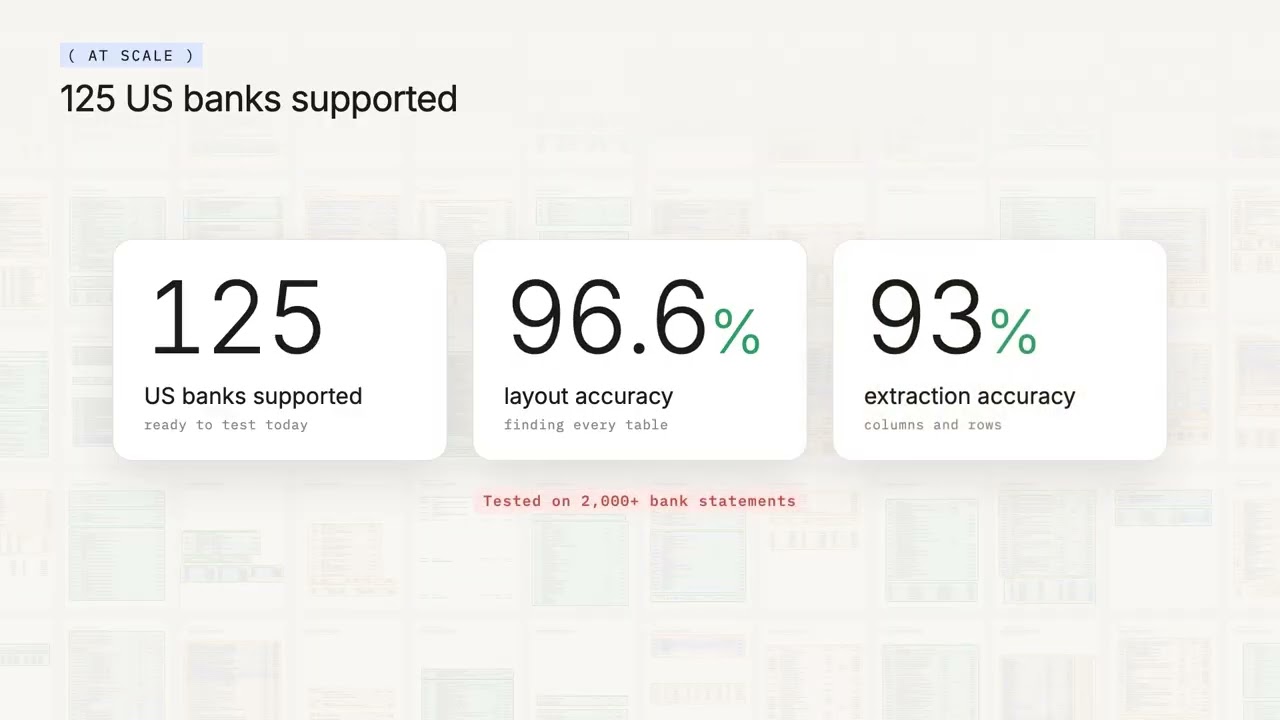 ( AT SCALE )
125 US banks supported
125
US banks supported
ready to test today
96.6%
layout accuracy
finding every table
93%
extraction accuracy
columns and rows
Tested on 2,000+ bank statements